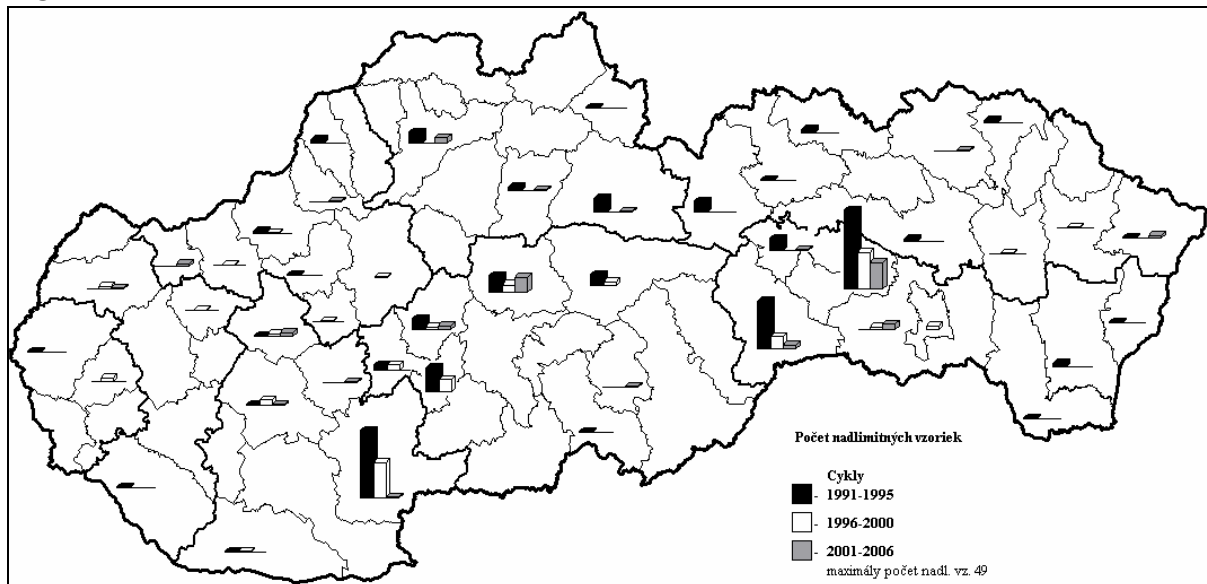 Počet nadlimitných vzoriek
Cykly
- 1991-1995
- 1996-2000
- 2001-2006
maximály počet nadl. vz. 49